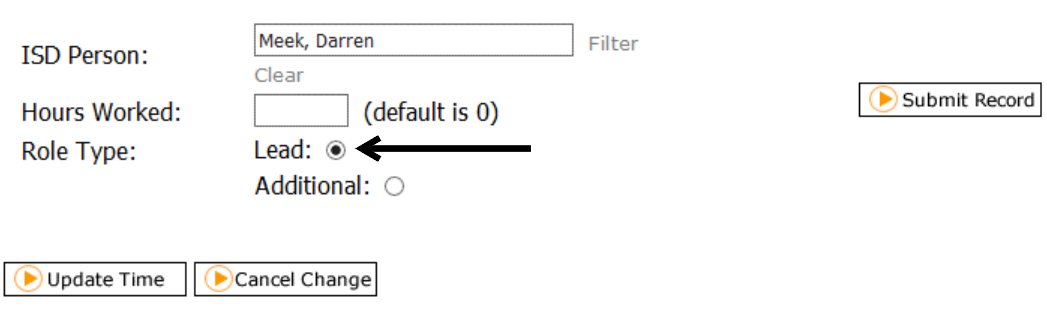 ISD Person: Meek, Darren Filter
Clear
Hours Worked: (default is 0) Submit Record
Role Type: Lead:
Additional:
Update Time Cancel Change